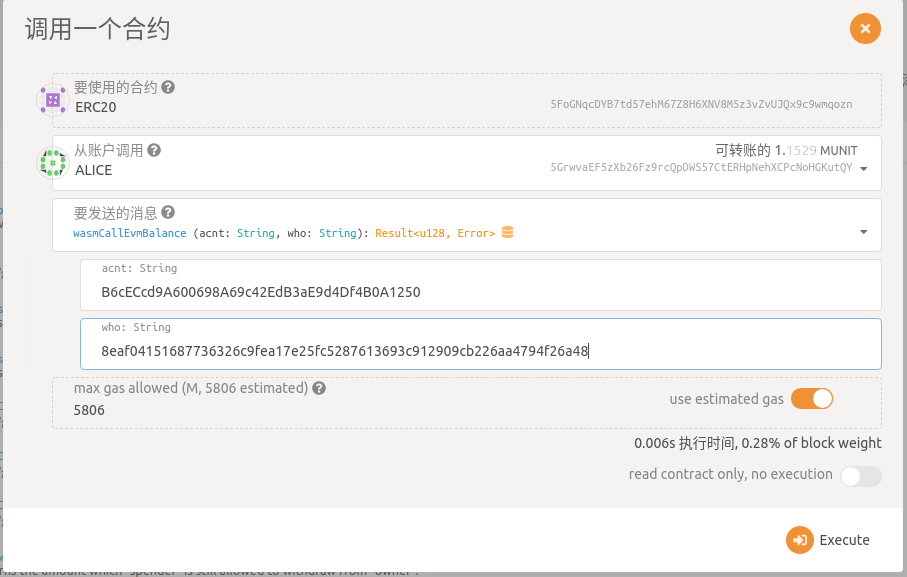 调用一个合约
要使用的合约
ERC20
5FoGNqcDYB7td57ehM67Z8H6XNV8M5z3vZvUJQx9c9wmqozn
从账户调用
ALICE
可转账的 1.1529 MUNIT
5GrwvaEF5zXb26Fz9rcQpDWS57CtERHpNehXCPcNoHGKutQY
要发送的消息
wasmCallEvmBalance (acnt: String, who: String): Result<u128, Error>
acnt: String
B6cECcd9A600698A69c42EdB3aE9d4Df4B0A1250
who: String
8eaf04151687736326c9fea17e25fc5287613693c912909cb226aa4794f26a48
max gas allowed (M, 5806 estimated)
5806
use estimated gas
0.006s 执行时间, 0.28% of block weight
read contract only, no execution
Execute